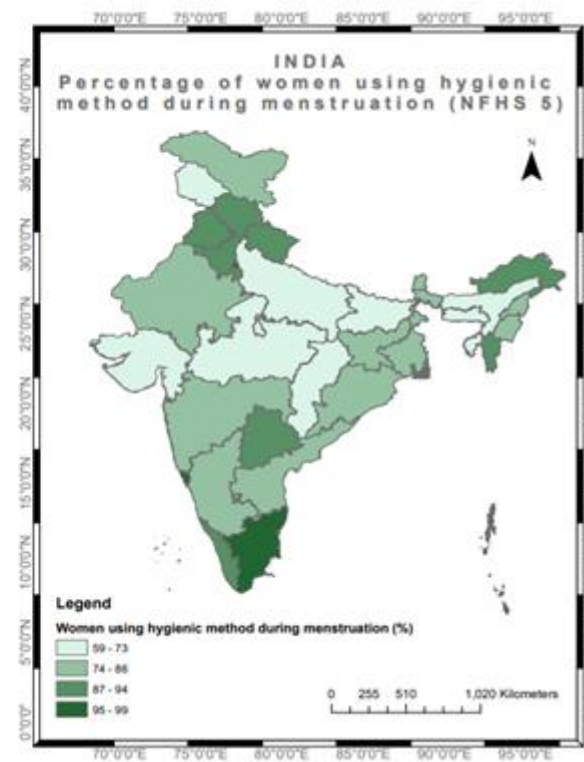 70°0'0"E 75°0'0"E 80°0'0"E 85°0'0"E 90°0'0"E 95°0'0"E
INDIA
Percentage of women using hygienic
method during menstruation (NFHS 5)
N
40°0'0"N
35°0'0"N
30°0'0"N
25°0'0"N
20°0'0"N
15°0'0"N
10°0'0"N
5°0'0"N
0°0'0"
Legend
Women using hygienic method during menstruation (%)
59 - 73
74 - 86
87 - 94
95 - 99
0 255 510 1,020 Kilometers
70°0'0"E 75°0'0"E 80°0'0"E 85°0'0"E 90°0'0"E 95°0'0"E